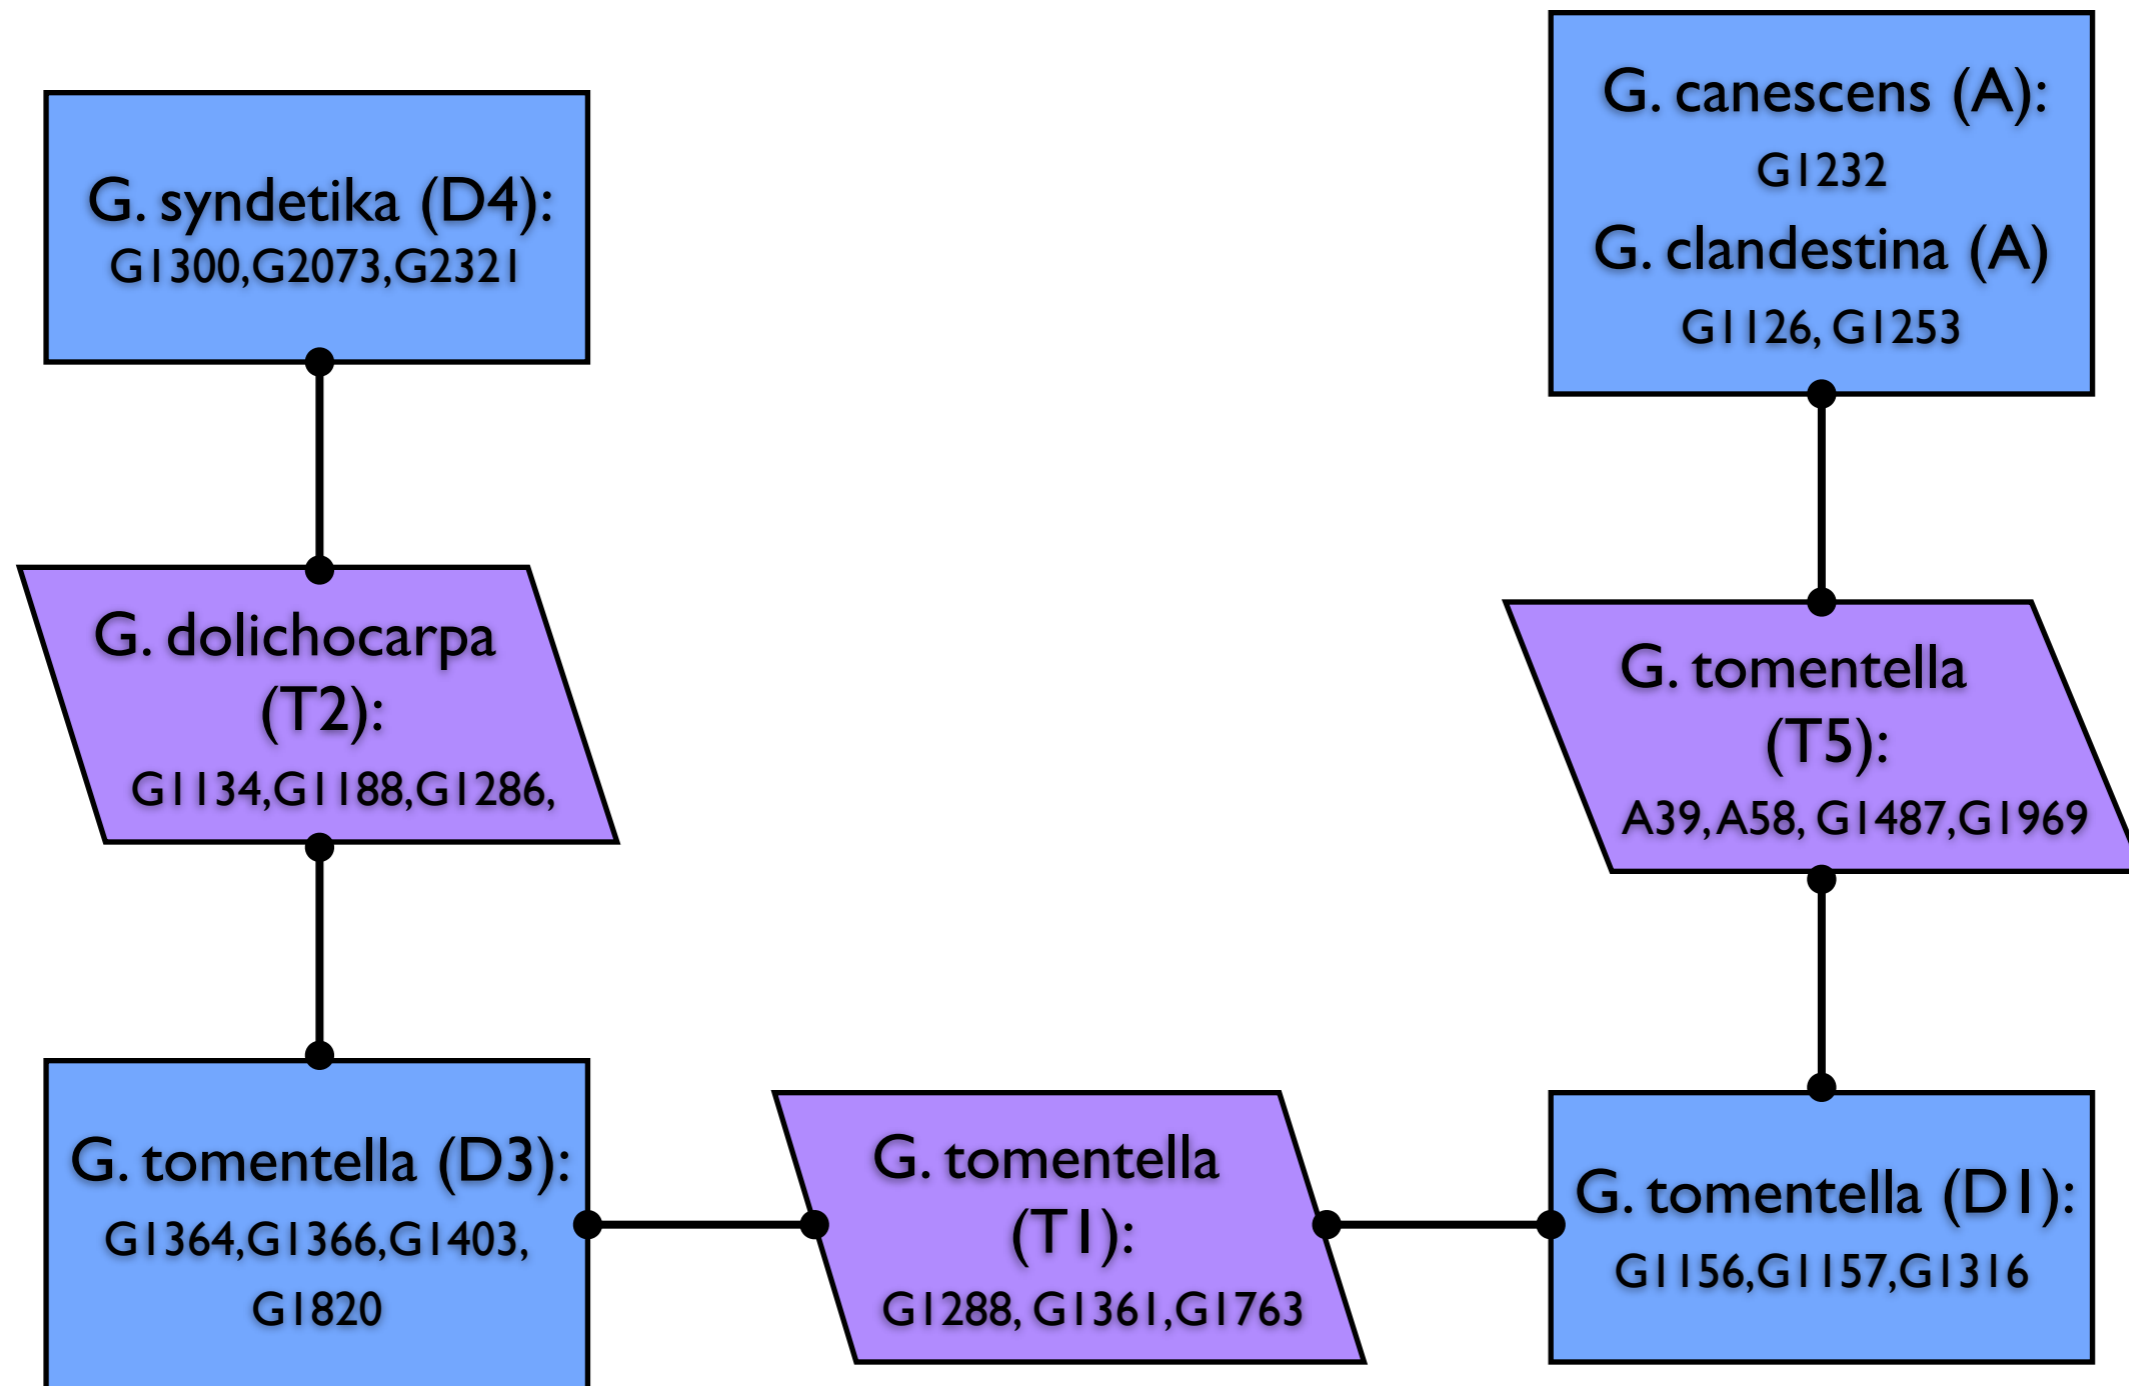 G. syndetika (D4):
G1300,G2073,G2321
G. canescens (A):
G1232
G. clandestina (A)
G1126, G1253
G. dolichocarpa
(T2):
G1134,G1188,G1286,
G. tomentella
(T5):
A39, A58, G1487,G1969
G. tomentella (D3):
G1364,G1366,G1403,
G1820
G. tomentella
(T1):
G1288, G1361,G1763
G. tomentella (D1):
G1156,G1157,G1316